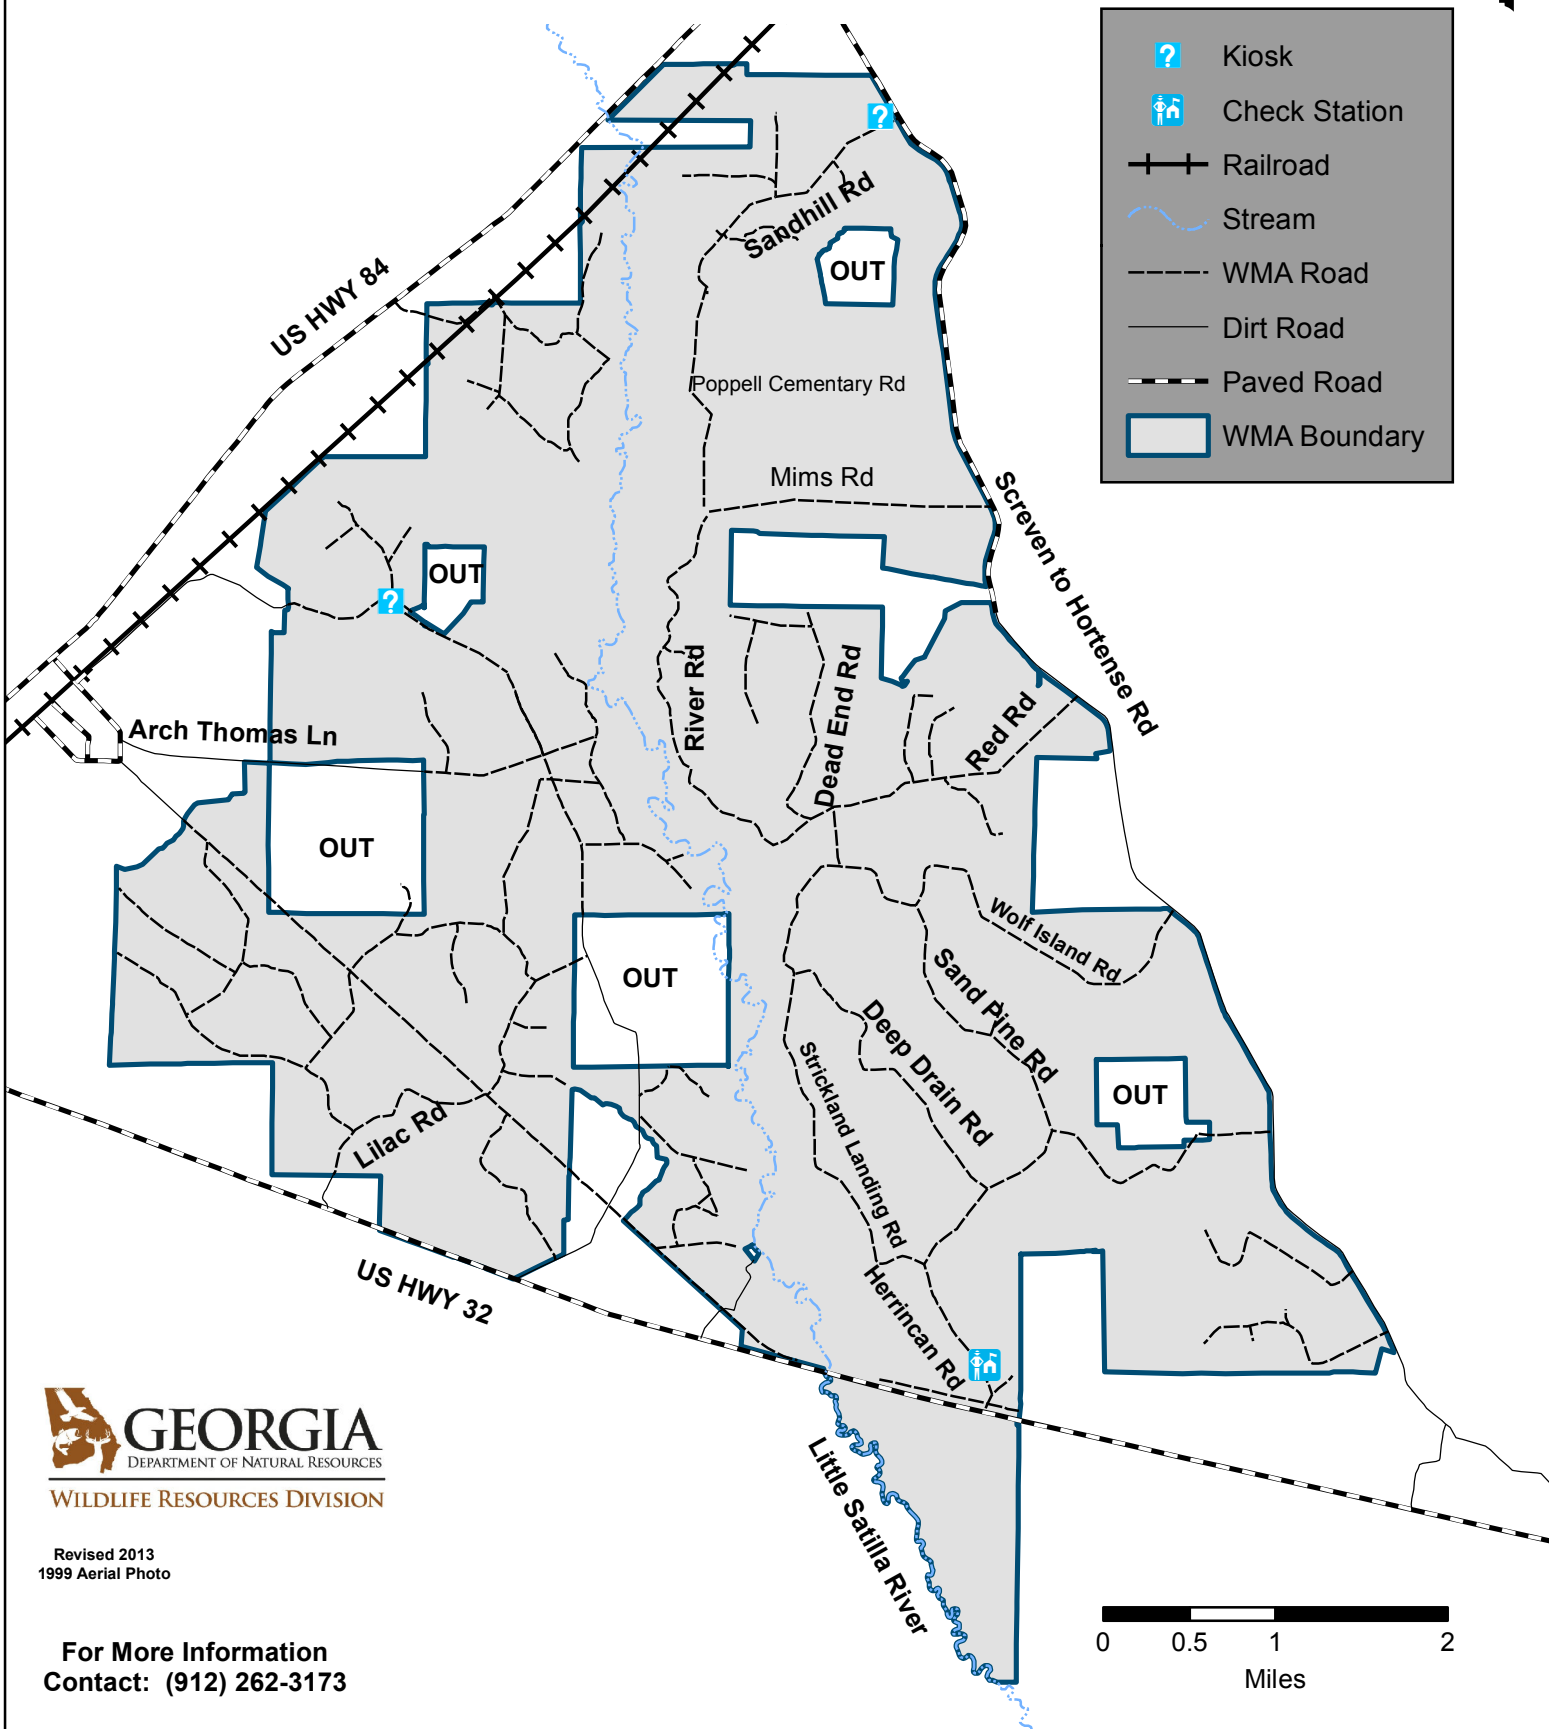 Kiosk
Check Station
Railroad
Stream
WMA Road
Dirt Road
Paved Road
WMA Boundary
Sandhill Rd
OUT
US HWY 84
Poppell Cementary Rd
Mims Rd
Screven to Hortense Rd
OUT
River Rd
Dead End Rd
Red Rd
Arch Thomas Ln
OUT
Wolf Island Rd
OUT
Sand Pine Rd
Deep Drain Rd
Strickland Landing Rd
OUT
Lilac Rd
US HWY 32
Herrincan Rd
Little Satilla River
GEORGIA
DEPARTMENT OF NATURAL RESOURCES
WILDLIFE RESOURCES DIVISION
Revised 2013
1999 Aerial Photo
For More Information
Contact: (912) 262-3173
0 0.5 1 2
Miles